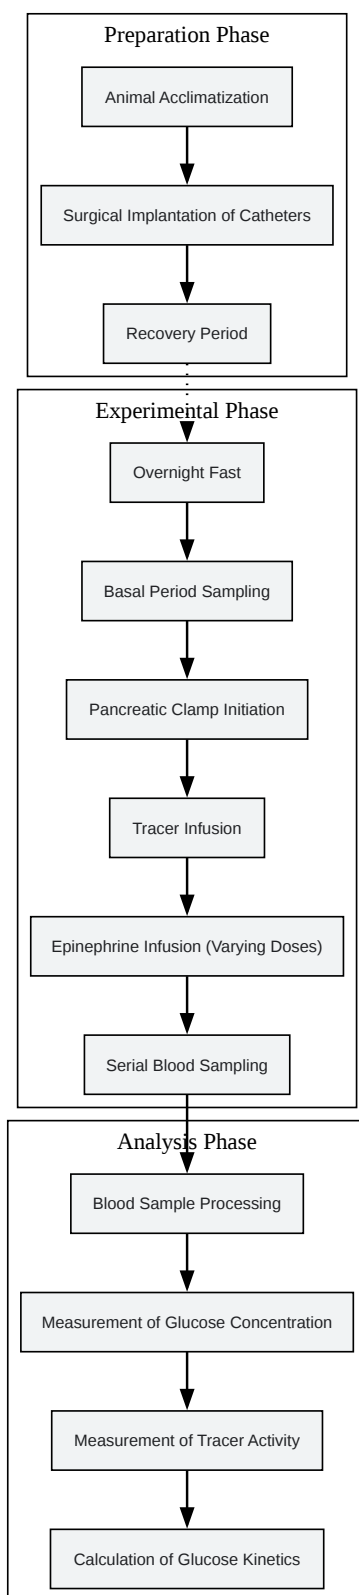 Preparation Phase
Animal Acclimatization
Surgical Implantation of Catheters
Recovery Period
Experimental Phase
Overnight Fast
Basal Period Sampling
Pancreatic Clamp Initiation
Tracer Infusion
Epinephrine Infusion (Varying Doses)
Serial Blood Sampling
Analysis Phase
Blood Sample Processing
Measurement of Glucose Concentration
Measurement of Tracer Activity
Calculation of Glucose Kinetics